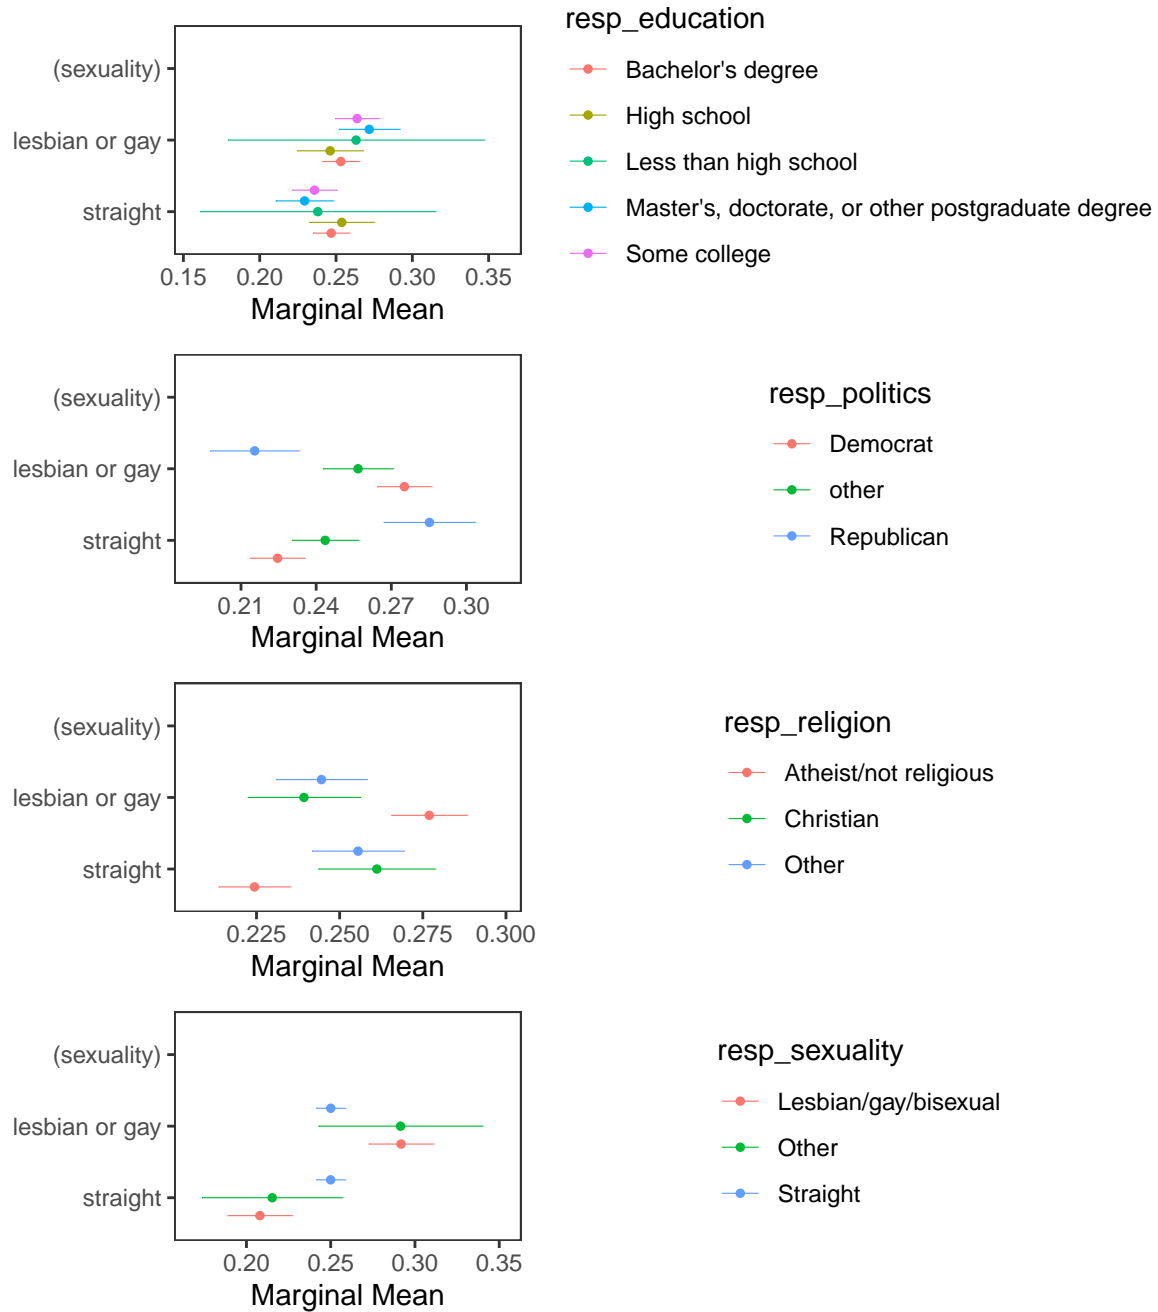 resp_education
(sexuality)
lesbian or gay
straight
0.15 0.20 0.25 0.30 0.35
Marginal Mean
Bachelor's degree
High school
Less than high school
Master's, doctorate, or other postgraduate degree
Some college
(sexuality)
lesbian or gay
straight
0.21 0.24 0.27 0.30
Marginal Mean
resp_politics
Democrat
other
Republican
(sexuality)
lesbian or gay
straight
0.225 0.250 0.275 0.300
Marginal Mean
resp_religion
Atheist/not religious
Christian
Other
(sexuality)
lesbian or gay
straight
0.20 0.25 0.30 0.35
Marginal Mean
resp_sexuality
Lesbian/gay/bisexual
Other
Straight